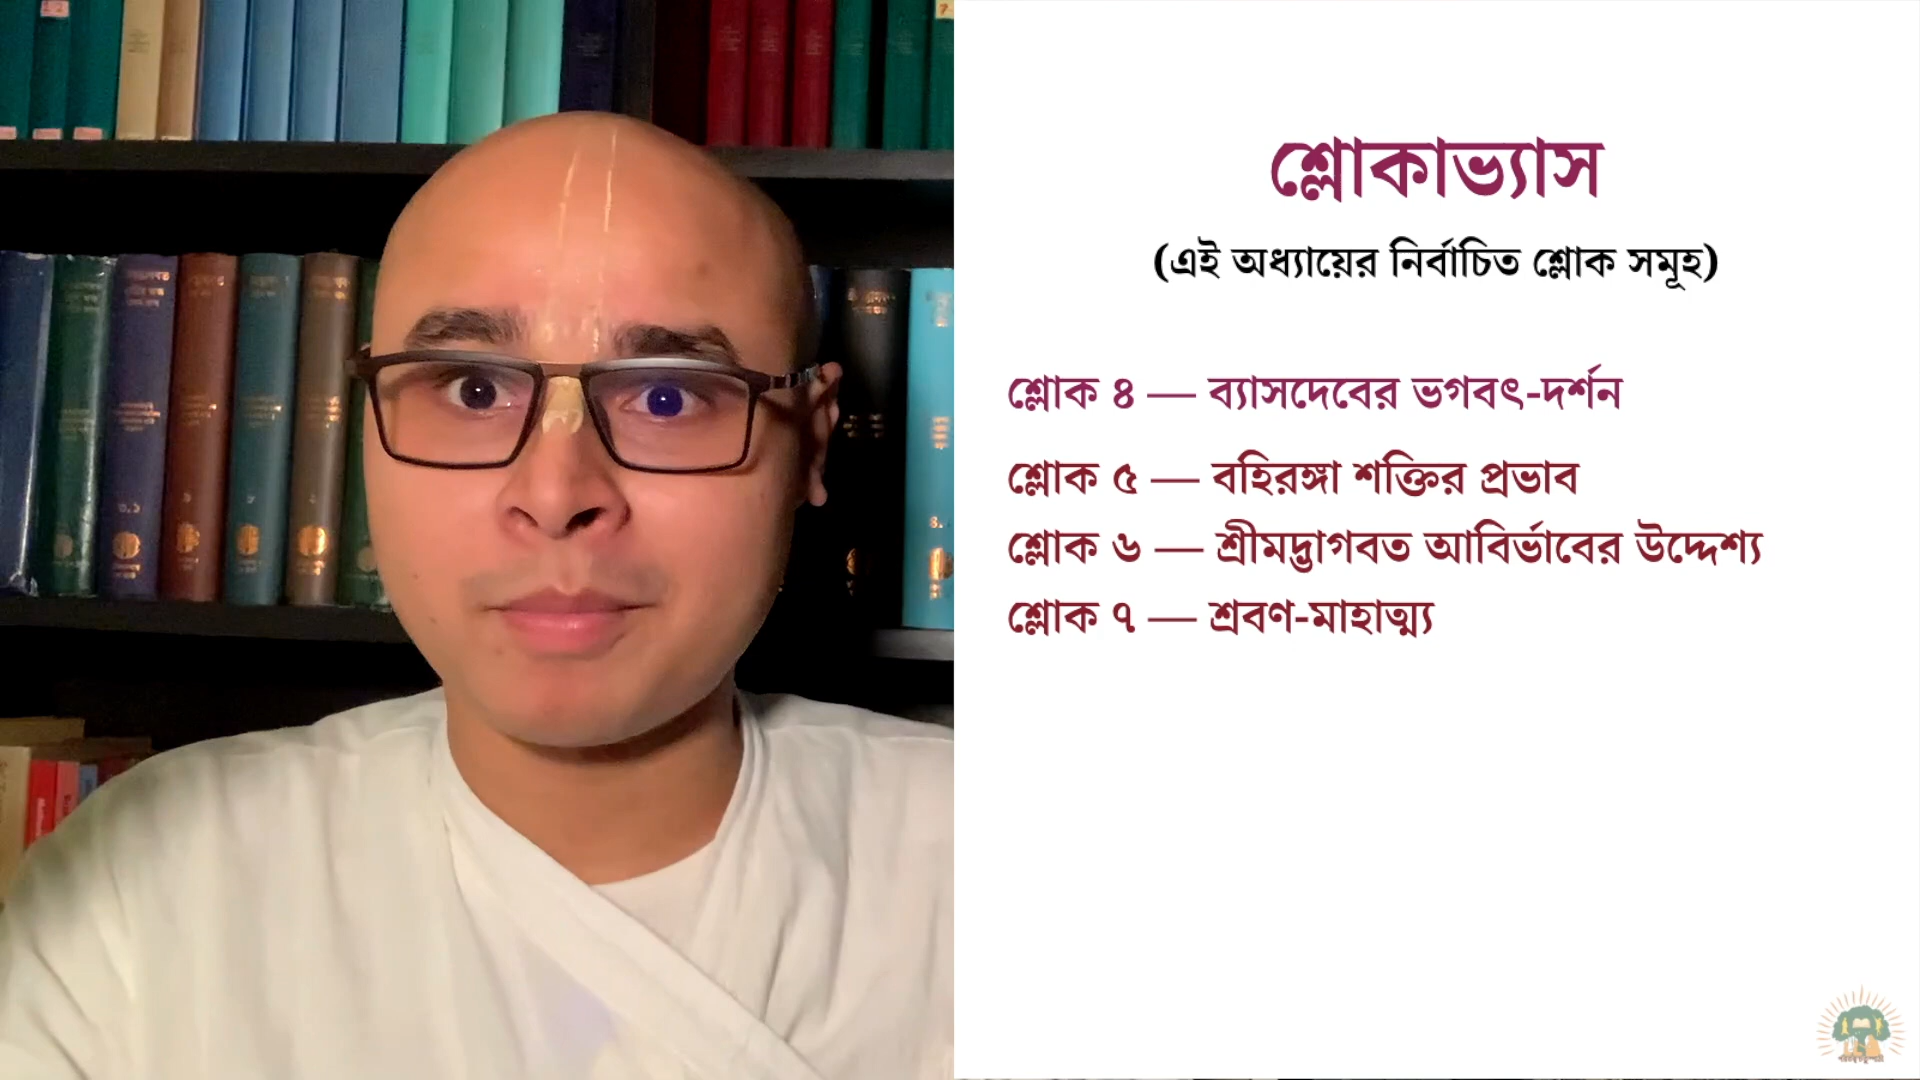 শ্লোকাভ্যাস
(এই অধ্যায়ের নির্বাচিত শ্লোক সমূহ)
শ্লোক ৪ — ব্যাসদেবের ভগবৎ-দর্শন
শ্লোক ৫ — বহিরঙ্গা শক্তির প্রভাব
শ্লোক ৬ — শ্রীমদ্ভাগবত আবির্ভাবের উদ্দেশ্য
শ্লোক ৭ — শ্রবণ-মাহাত্ম্য